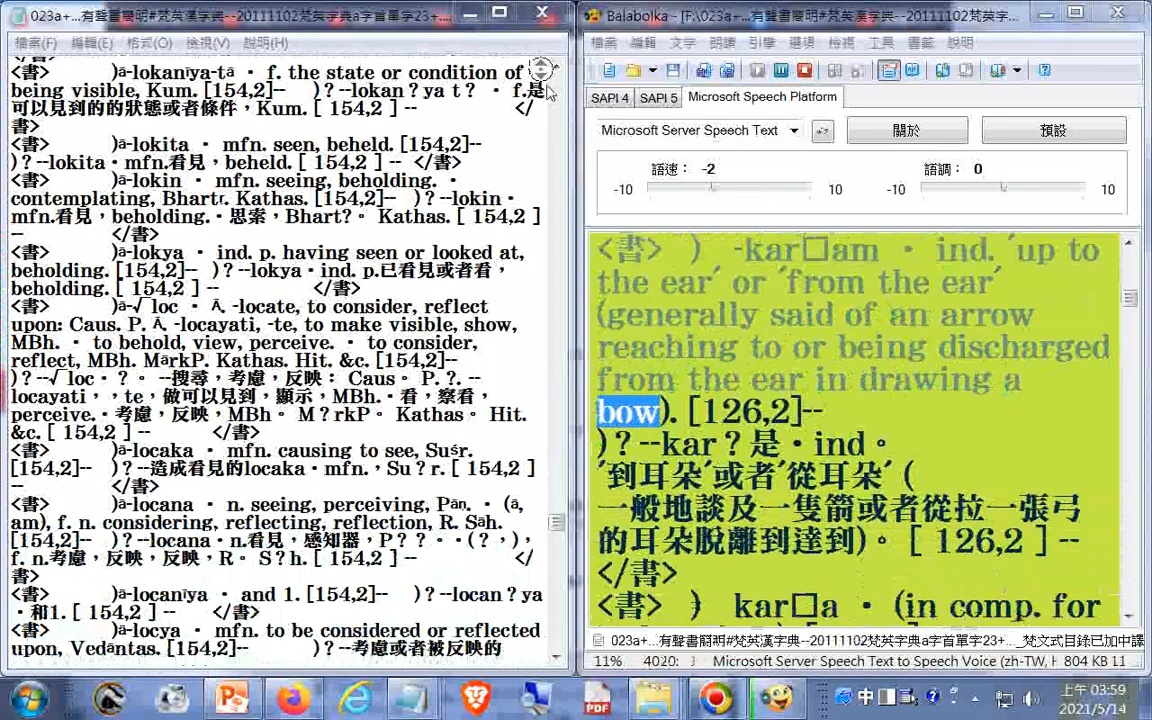 023a+...有聲書簡明#梵英漢字典--20111102梵英字典a字首單字23+...
檔案(F) 編輯(E) 格式(O) 檢視(V) 說明(H)
<書> )ā-lokanīya-tā • f. the state or condition of
being visible, Kum. [154,2]-- )?--lokan?ya t? • f.是
可以見到的的狀態或者條件，Kum. [ 154,2 ] -- </
書>
<書> )ā-lokita • mfn. seen, beheld. [154,2]--
)?--lokita•mfn.看見，beheld. [ 154,2 ] -- </書>
<書> )ā-lokin • mfn. seeing, beholding. •
contemplating, Bhartṛ. Kathas. [154,2]-- )?--lokin •
mfn.看見，beholding.•思索，Bhart?。 Kathas. [ 154,2 ]
-- </書>
<書> )ā-lokya • ind. p. having seen or looked at,
beholding. [154,2]-- )?--lokya•ind. p.已看見或者看，
beholding. [ 154,2 ] -- </書>
<書> )ā-√ loc • Ā. -locate, to consider, reflect
upon: Caus. P. Ā. -locayati, -te, to make visible, show,
MBh. • to behold, view, perceive. • to consider,
reflect, MBh. MārkP. Kathas. Hit. &c. [154,2]--
)?--√ loc•?。 --搜尋，考慮，反映： Caus。 P. ?. --
locayati，，te，做可以見到，顯示，MBh.•看，察看，
perceive.•考慮，反映，MBh。 M?rkP。 Kathas。 Hit.
&c. [ 154,2 ] -- </書>
<書> )ā-locaka • mfn. causing to see, Suśr.
[154,2]-- )?--造成看見的locaka•mfn.，Su?r. [ 154,2 ]
-- </書>
<書> )ā-locana • n. seeing, perceiving, Pāṇ. • (ā,
am), f. n. considering, reflecting, reflection, R. Sāh.
[154,2]-- )?--locana•n.看見，感知器，P??。•(?，)，
f. n.考慮，反映，反映，R。 S?h. [ 154,2 ] -- </
書>
<書> )ā-locanīya • and 1. [154,2]-- )?--locan?ya
•和1. [ 154,2 ] -- </書>
<書> )ā-locya • mfn. to be considered or reflected
upon, Vedāntas. [154,2]-- )?--考慮或者被反映的
Balabolka - [F:\023a+...有聲書簡明#梵英漢字典--20111102梵英字...
檔案 編輯 文字 朗讀 引擎 選項 檢視 工具 書籤 說明
SAPI 4 SAPI 5 Microsoft Speech Platform
Microsoft Server Speech Text 關於 預設
語速： -2 語調： 0
-10 10 -10 10
<書> ) -kar□am • ind. 'up to
the ear' or 'from the ear'
(generally said of an arrow
reaching to or being discharged
from the ear in drawing a
bow). [126,2]--
)?--kar?是•ind。
'到耳朵'或者'從耳朵' (
一般地談及一隻箭或者從拉一張弓
的耳朵脫離到達到)。 [ 126,2 ] --
</書>
<書> ) kar□a • (in comp. for
023a+...有聲書簡明#梵英漢字典--20111102梵英字典a字首單字23+..._梵文式目錄已加中譯
11% 4020: 1 Microsoft Server Speech Text to Speech Voice (zh-TW, H 804 KB 11
中
上午 03:59
2021/5/14